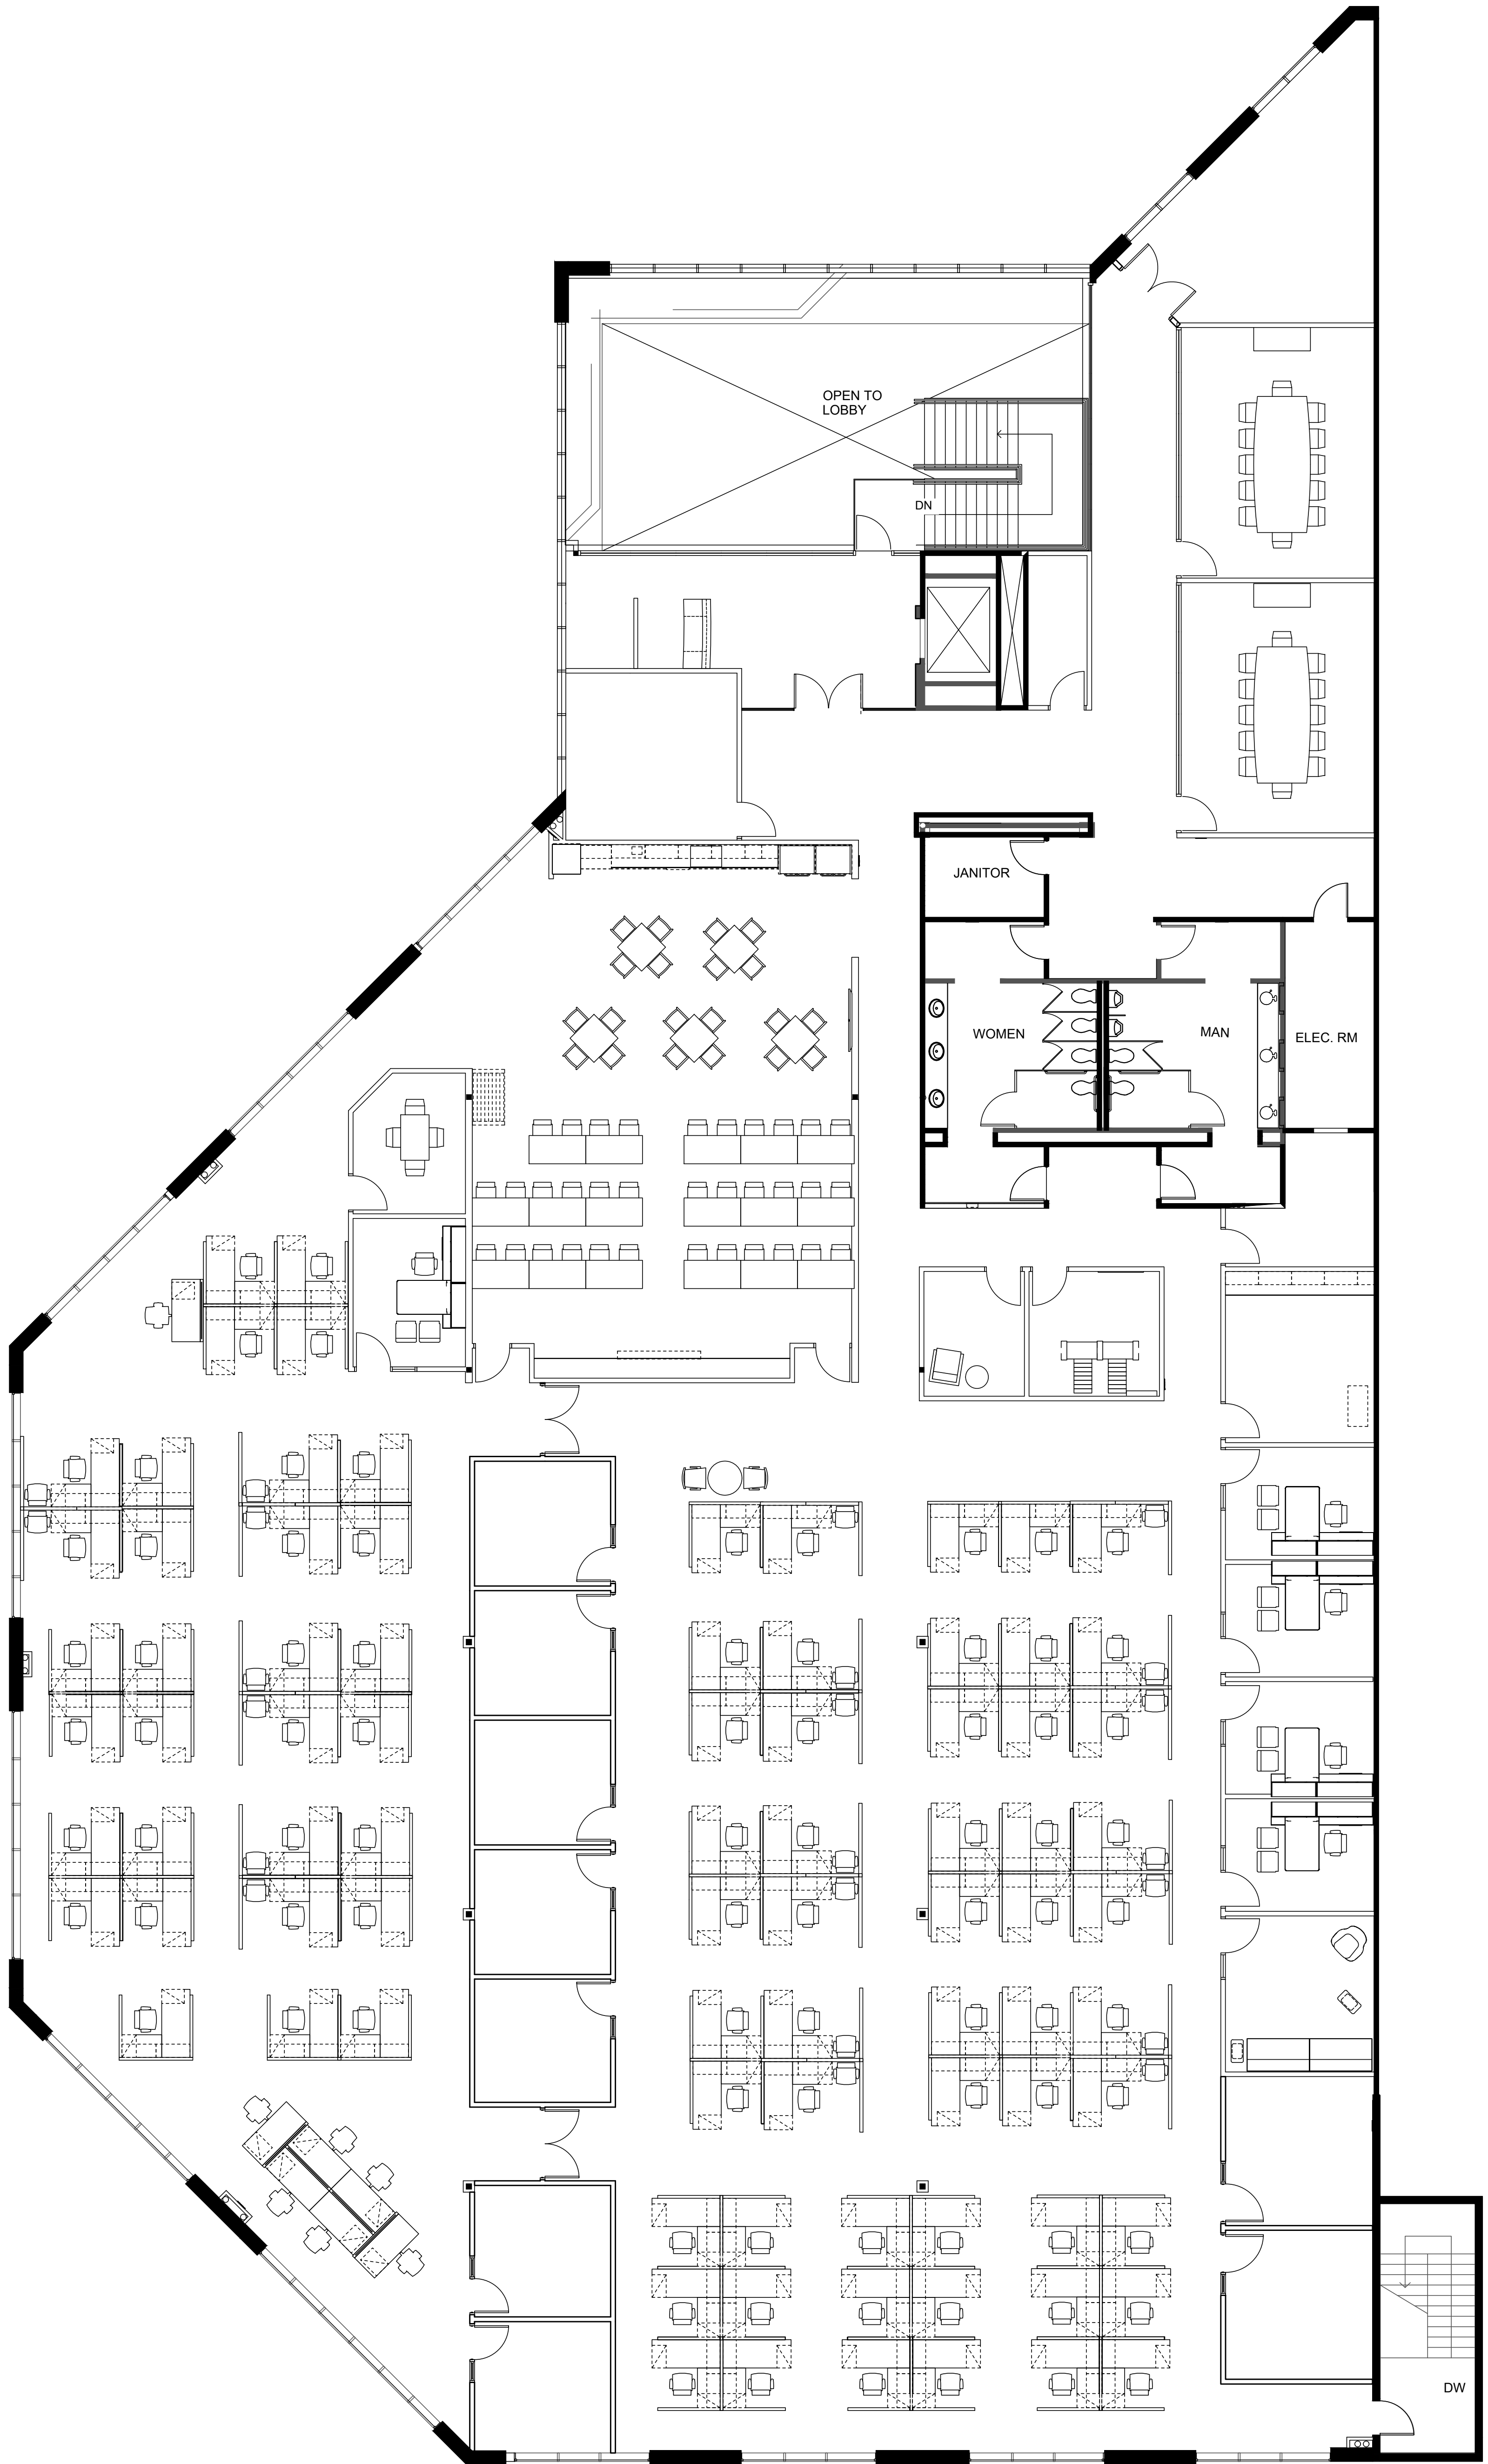 OPEN TO
LOBBY
DN
JANITOR
WOMEN
MAN
ELEC. RM
DW